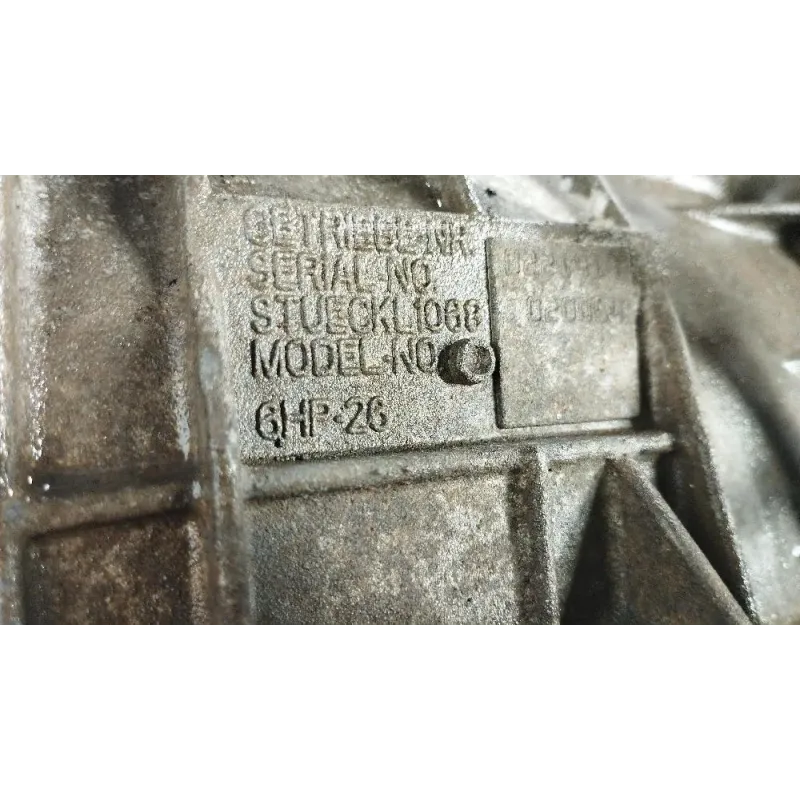 GETRIEBE-NR.
SERIAL NO.
STUECKL1068
MODEL-NO
6HP-26